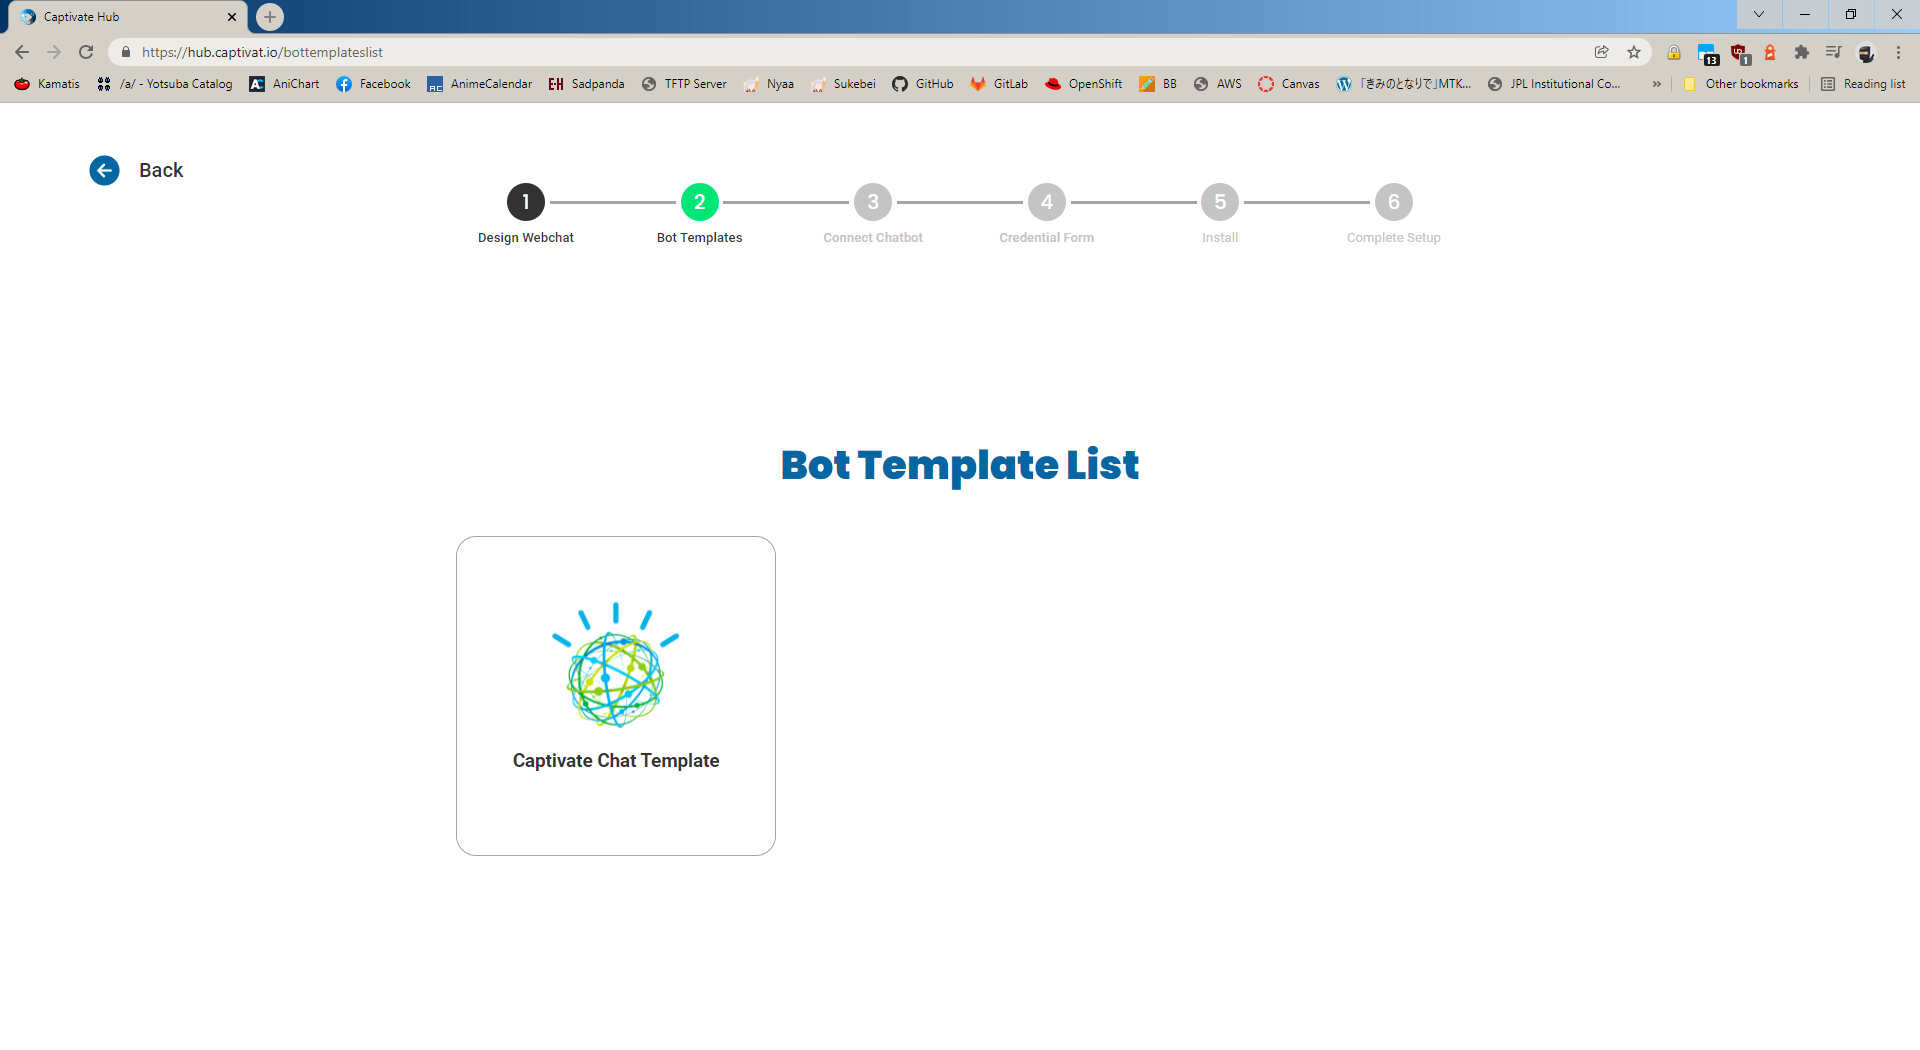 Captivate Hub
https://hub.captivat.io/bottemplateslist
13
1
Kamatis
/a/ - Yotsuba Catalog
AniChart
Facebook
AnimeCalendar
Sadpanda
TFTP Server
Nyaa
Sukebei
GitHub
GitLab
OpenShift
BB
AWS
Canvas
「きみのとなりで」MTK...
JPL Institutional Co...
Other bookmarks
Reading list
Back
1
2
3
4
5
6
Design Webchat
Bot Templates
Connect Chatbot
Credential Form
Install
Complete Setup
Bot Template List
Captivate Chat Template